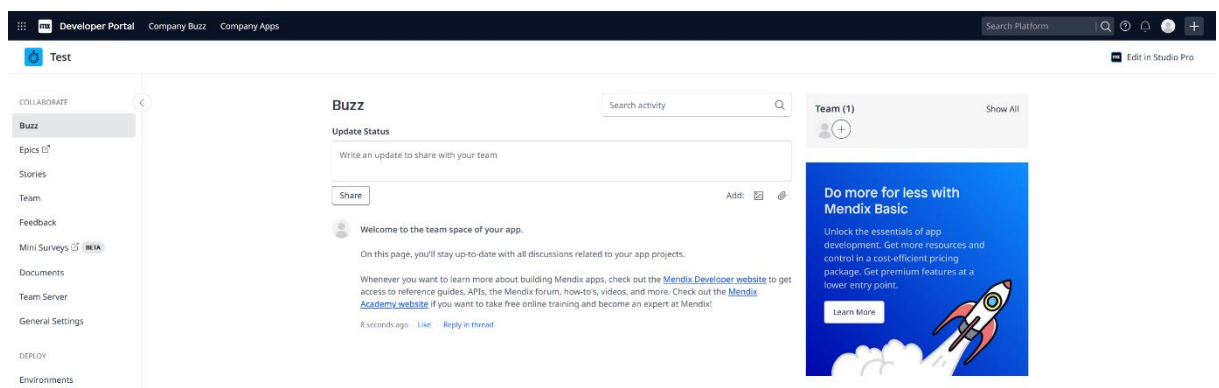 mx Developer Portal Company Buzz Company Apps Search Platform
Test mx Edit in Studio Pro
COLLABORATE
Buzz
Epics
Stories
Team
Feedback
Mini Surveys BETA
Documents
Team Server
General Settings
DEPLOY
Environments
Buzz
Search activity
Update Status
Write an update to share with your team
Share Add:
Welcome to the team space of your app.
On this page, you'll stay up-to-date with all discussions related to your app projects.
Whenever you want to learn more about building Mendix apps, check out the Mendix Developer website to get
access to reference guides, APIs, the Mendix forum, how-to's, videos, and more. Check out the Mendix
Academy website if you want to take free online training and become an expert at Mendix!
8 seconds ago · Like · Reply in thread
Team (1) Show All
Do more for less with
Mendix Basic
Unlock the essentials of app
development. Get more resources and
control in a cost-efficient pricing
package. Get premium features at a
lower entry point.
Learn More